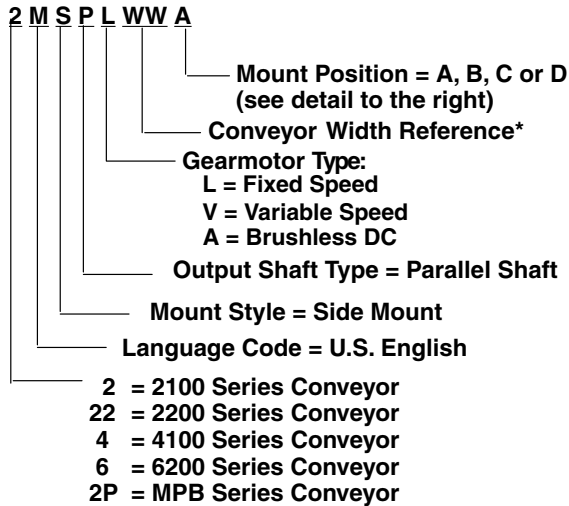 2 M S P L WW A
Mount Position = A, B, C or D
(see detail to the right)
Conveyor Width Reference*
Gearmotor Type:
L = Fixed Speed
V = Variable Speed
A = Brushless DC
Output Shaft Type = Parallel Shaft
Mount Style = Side Mount
Language Code = U.S. English
2 = 2100 Series Conveyor
22 = 2200 Series Conveyor
4 = 4100 Series Conveyor
6 = 6200 Series Conveyor
2P = MPB Series Conveyor